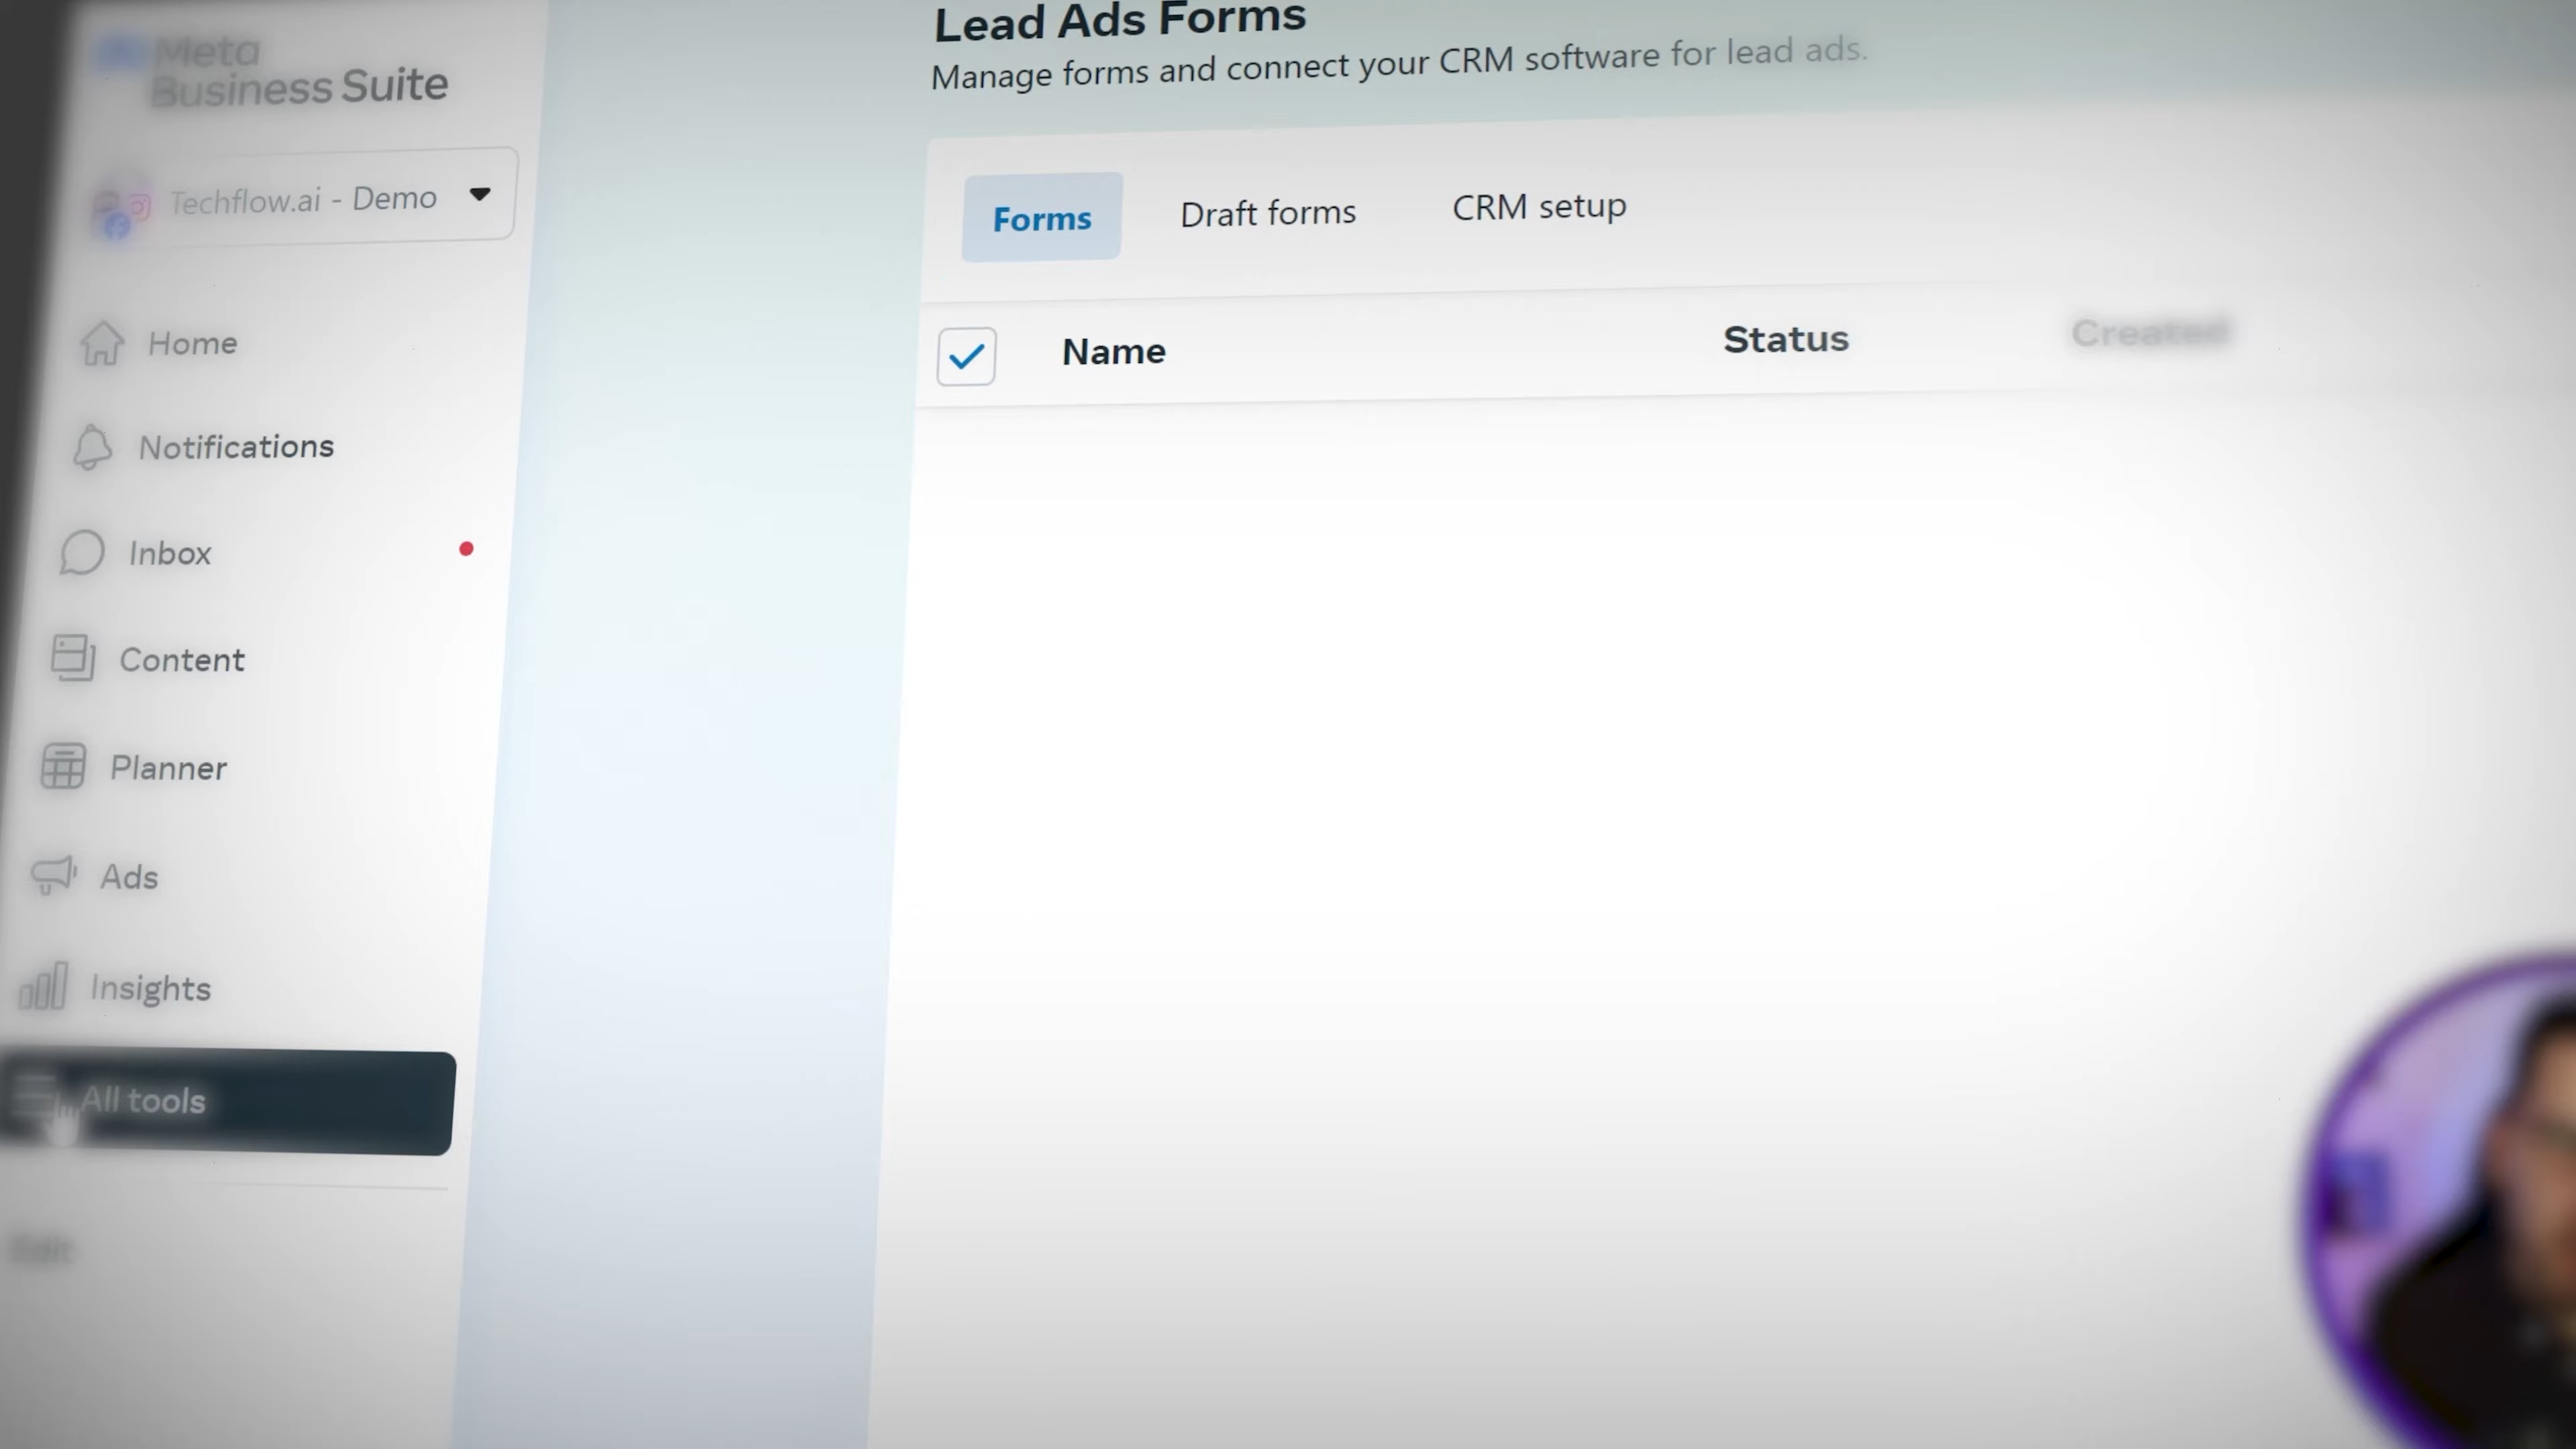 Meta
Business Suite
Techflow.ai - Demo
Home
Notifications
Inbox
Content
Planner
Ads
Insights
All tools
Edit
Lead Ads Forms
Manage forms and connect your CRM software for lead ads.
Forms
Draft forms
CRM setup
Name
Status
Created